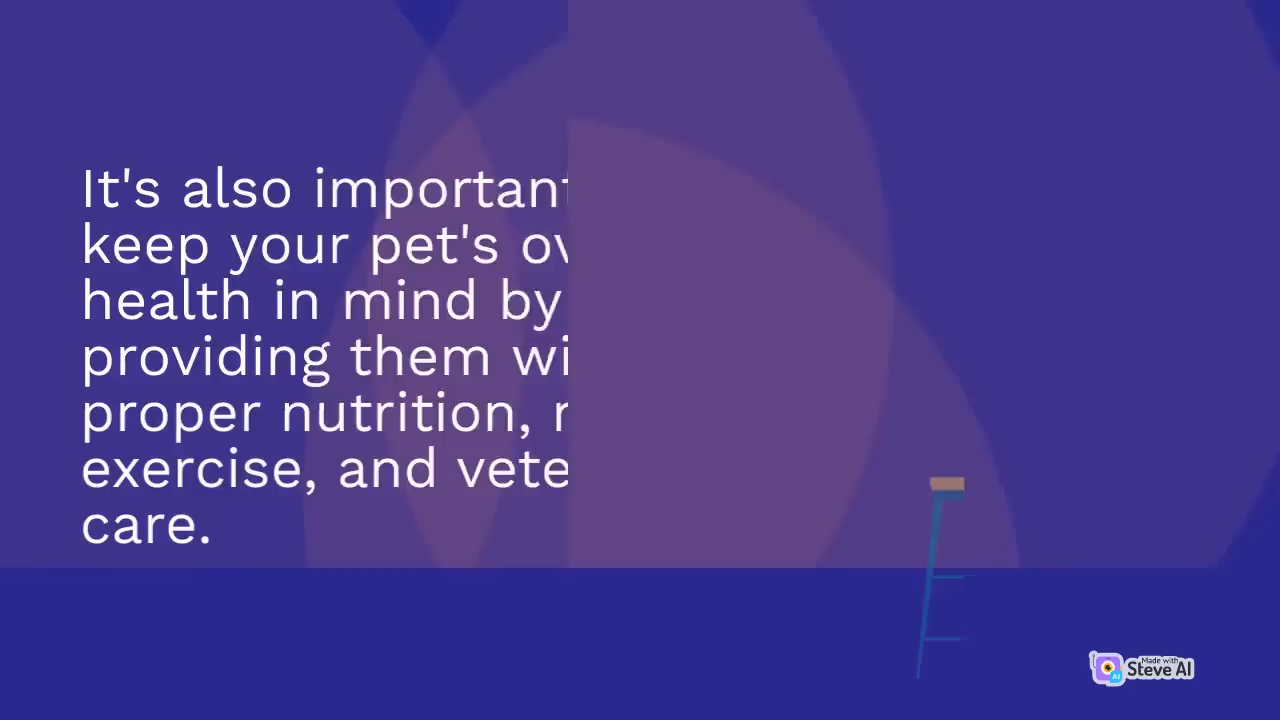 It's also important
keep your pet's ov
health in mind by
providing them wi
proper nutrition, r
exercise, and vete
care.
Made with
Steve AI